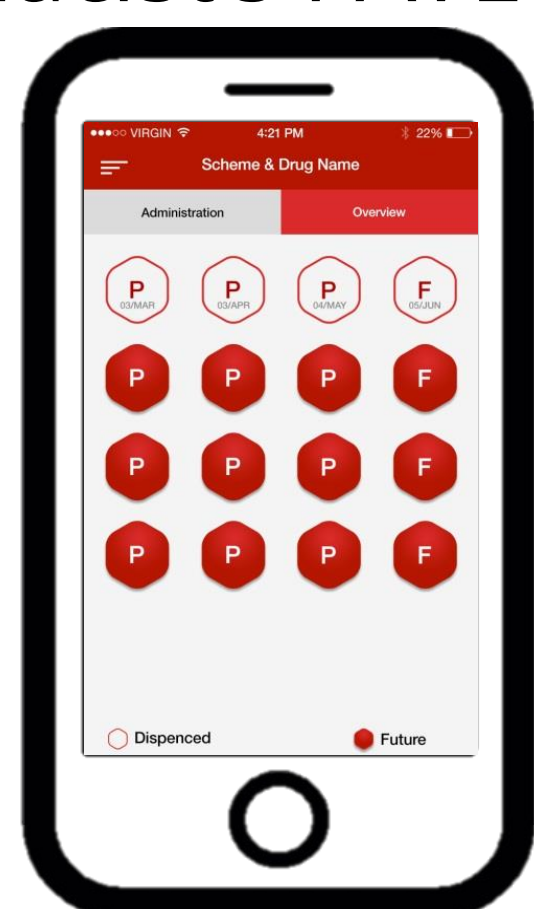 VIRGIN 4:21 PM 22%
Scheme & Drug Name
Administration Overview
P P P F
03/MAR 03/APR 04/MAY 05/JUN
P P P F
P P P F
P P P F
Dispenced Future